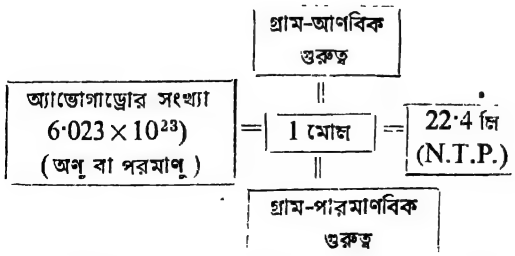 গ্রাম-আণবিক
গুরুত্ব
॥
অ্যাভোগাড্রোর সংখ্যা
6·023 × 10²³)
(অণু বা পরমাণু)
= 1 মোল =
22·4 লি
(N.T.P.)
॥
গ্রাম-পারমাণবিক
গুরুত্ব